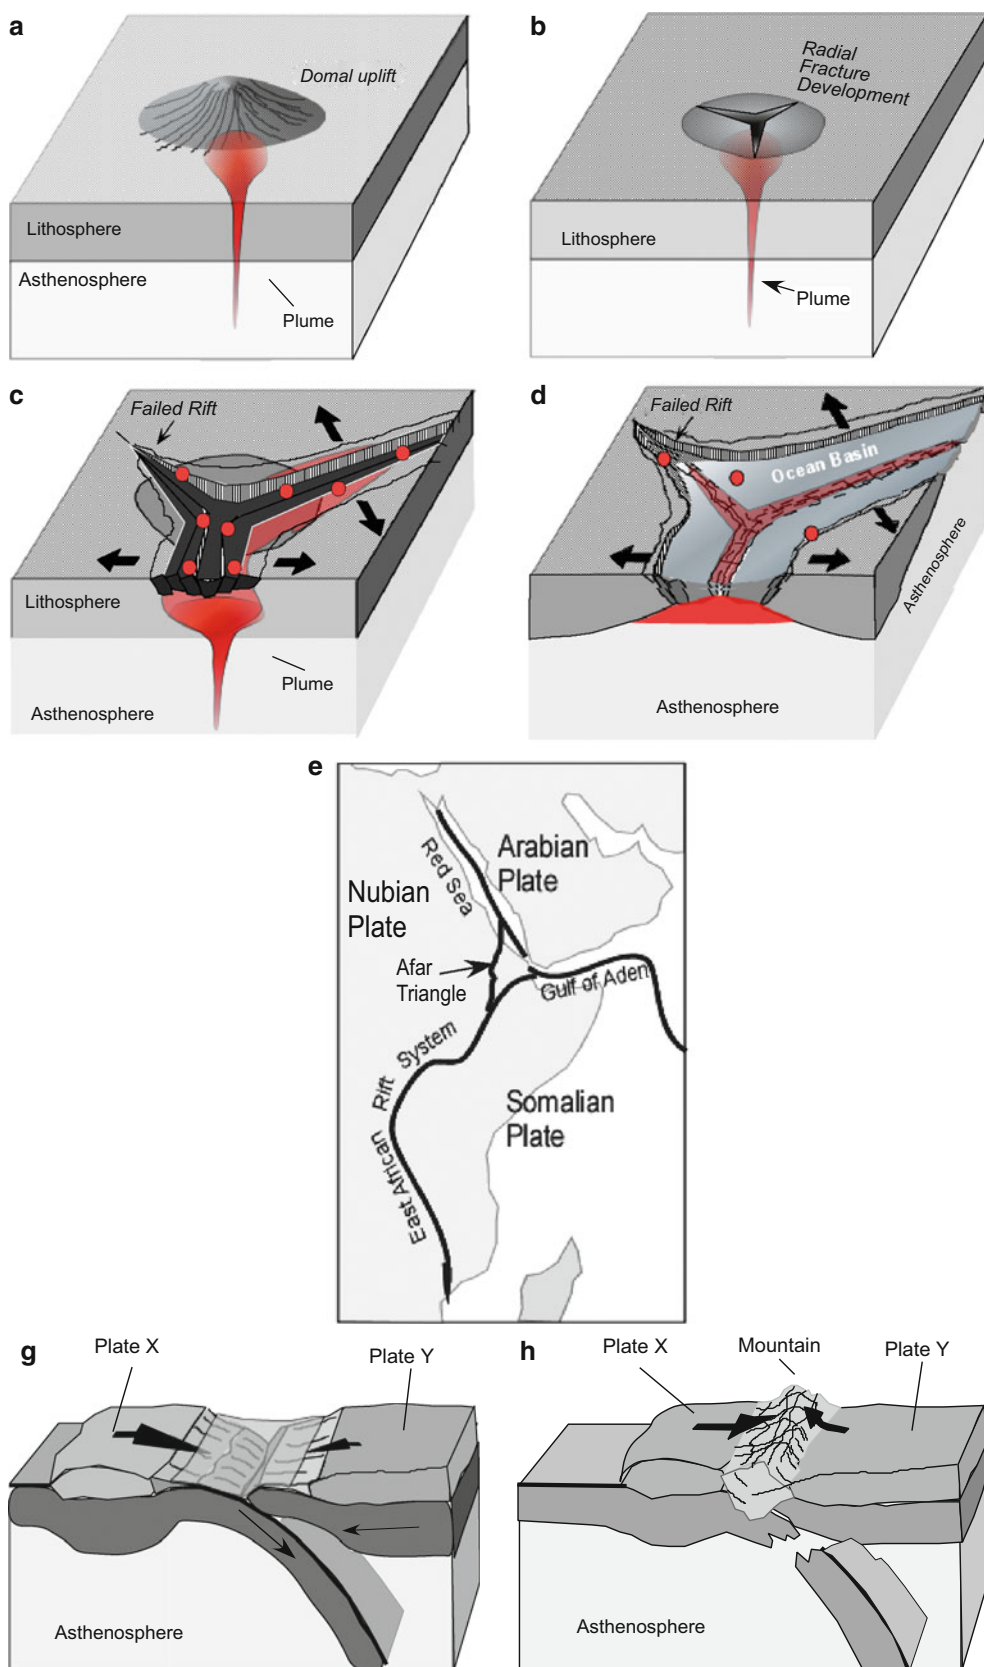 a
Domal uplift
Lithosphere
Asthenosphere
Plume
b
Radial
Fracture
Development
Lithosphere
Plume
c
Failed Rift
Lithosphere
Plume
Asthenosphere
d
Failed Rift
Ocean Basin
Asthenosphere
Asthenosphere
e
Arabian
Plate
Red Sea
Nubian
Plate
Afar
Triangle
Gulf of Aden
East African Rift System
Somalian
Plate
g
Plate X
Plate Y
Asthenosphere
h
Plate X
Mountain
Plate Y
Asthenosphere